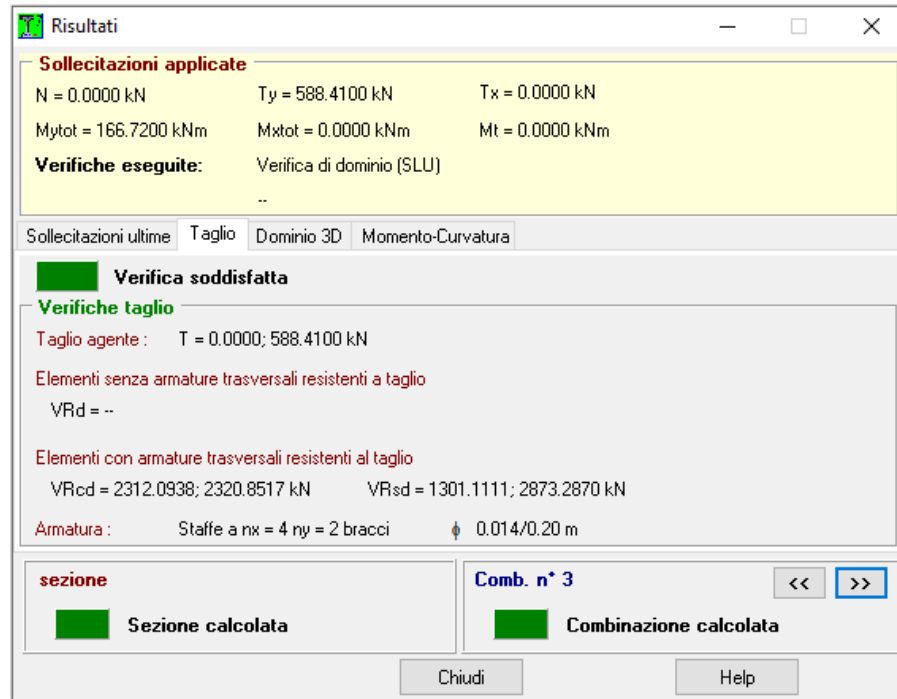 Risultati
Sollecitazioni applicate
N = 0.0000 kN Ty = 588.4100 kN Tx = 0.0000 kN
Mytot = 166.7200 kNm Mxtot = 0.0000 kNm Mt = 0.0000 kNm
Verifiche eseguite: Verifica di dominio (SLU)
--
Sollecitazioni ultime Taglio Dominio 3D Momento-Curvatura
Verifica soddisfatta
Verifiche taglio
Taglio agente : T = 0.0000; 588.4100 kN
Elementi senza armature trasversali resistenti a taglio
VRd = --
Elementi con armature trasversali resistenti al taglio
VRcd = 2312.0938; 2320.8517 kN VRsd = 1301.1111; 2873.2870 kN
Armatura : Staffe a nx = 4 ny = 2 bracci ϕ 0.014/0.20 m
sezione Comb. n° 3 << >>
Sezione calcolata Combinazione calcolata
Chiudi Help